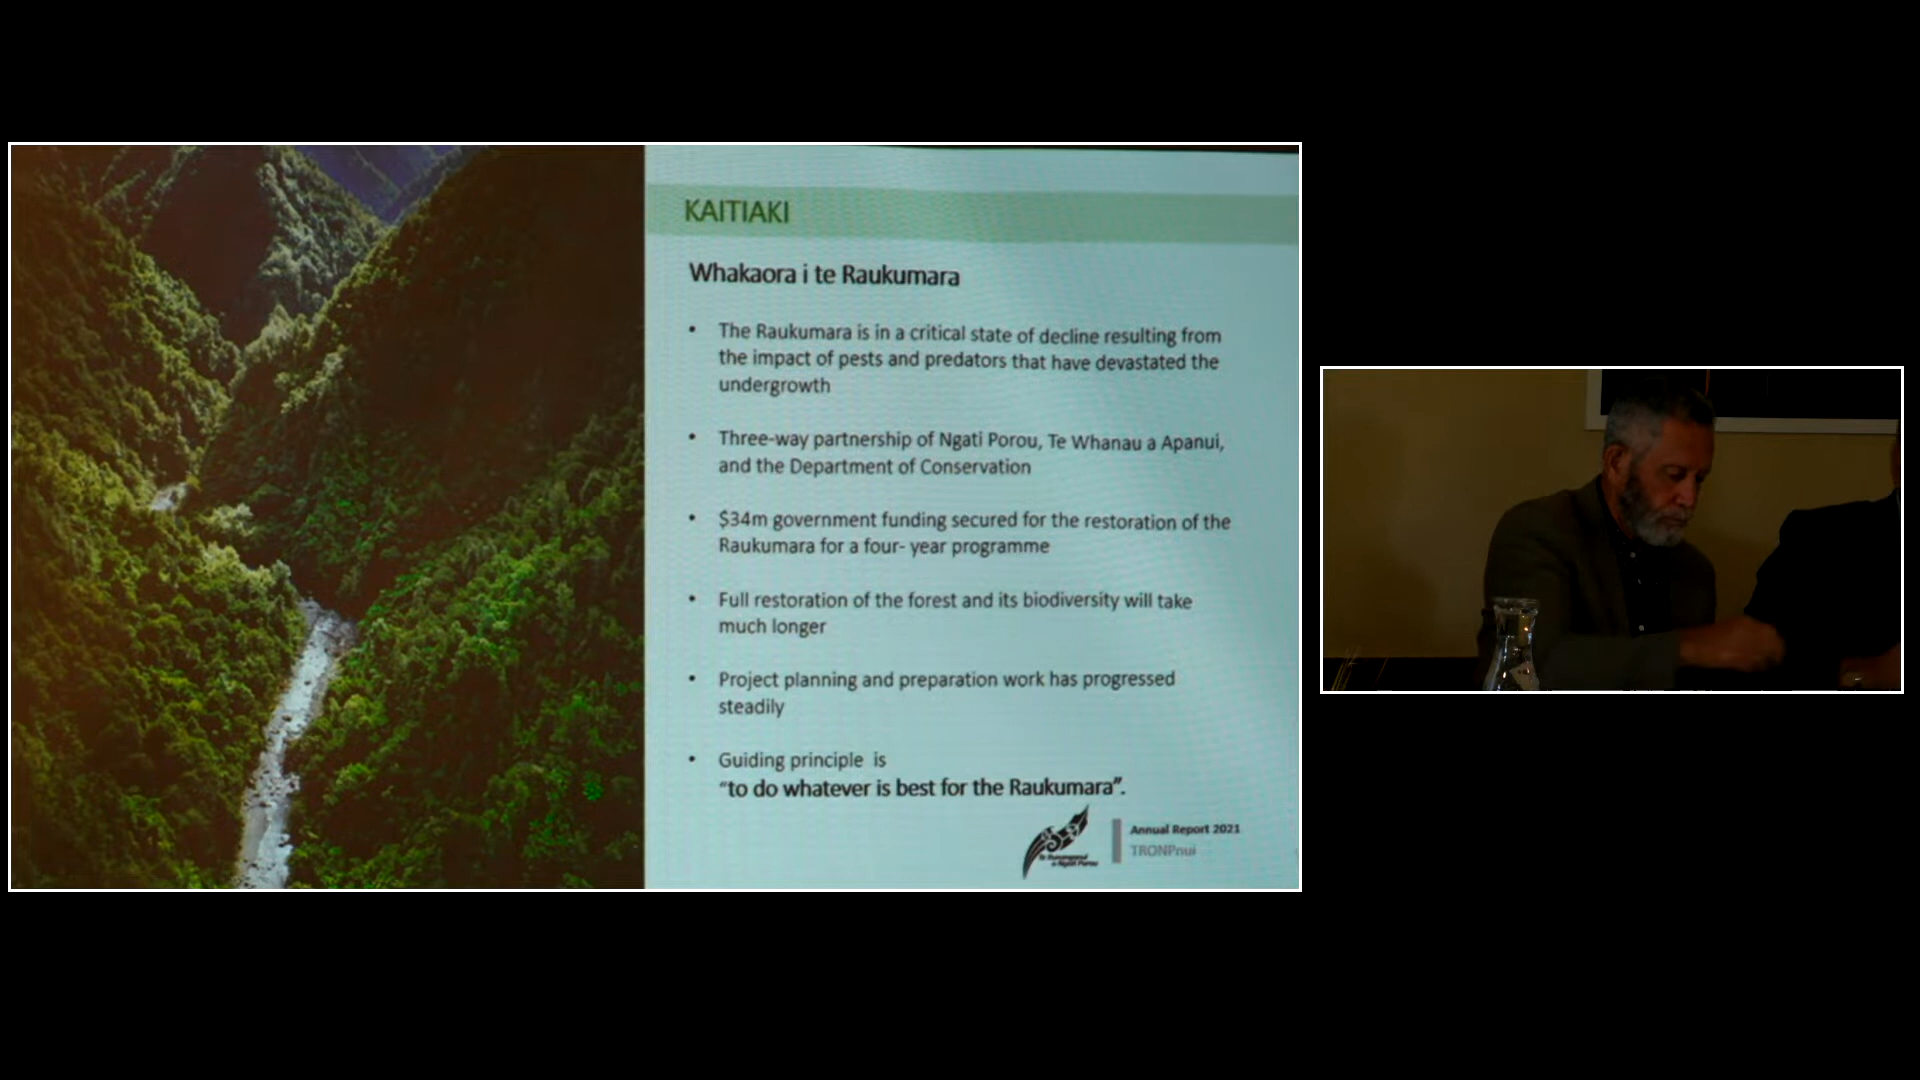 KAITIAKI
Whakaora i te Raukumara
• The Raukumara is in a critical state of decline resulting from
the impact of pests and predators that have devastated the
undergrowth
• Three-way partnership of Ngati Porou, Te Whanau a Apanui,
and the Department of Conservation
• $34m government funding secured for the restoration of the
Raukumara for a four- year programme
• Full restoration of the forest and its biodiversity will take
much longer
• Project planning and preparation work has progressed
steadily
• Guiding principle is
“to do whatever is best for the Raukumara”.
Te Runanganui
o Ngati Porou
Annual Report 2021
TRONPnui